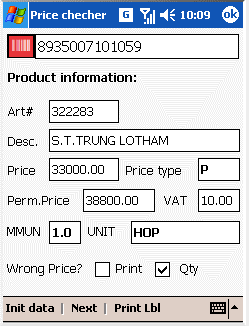 Price checher G 10:09 ok
8935007101059
Product information:
Art# 322283
Desc. S.T.TRUNG LOTHAM
Price 33000.00 Price type P
Perm.Price 38800.00 VAT 10.00
MMUN 1.0 UNIT HOP
Wrong Price? Print Qty
Init data | Next | Print Lbl